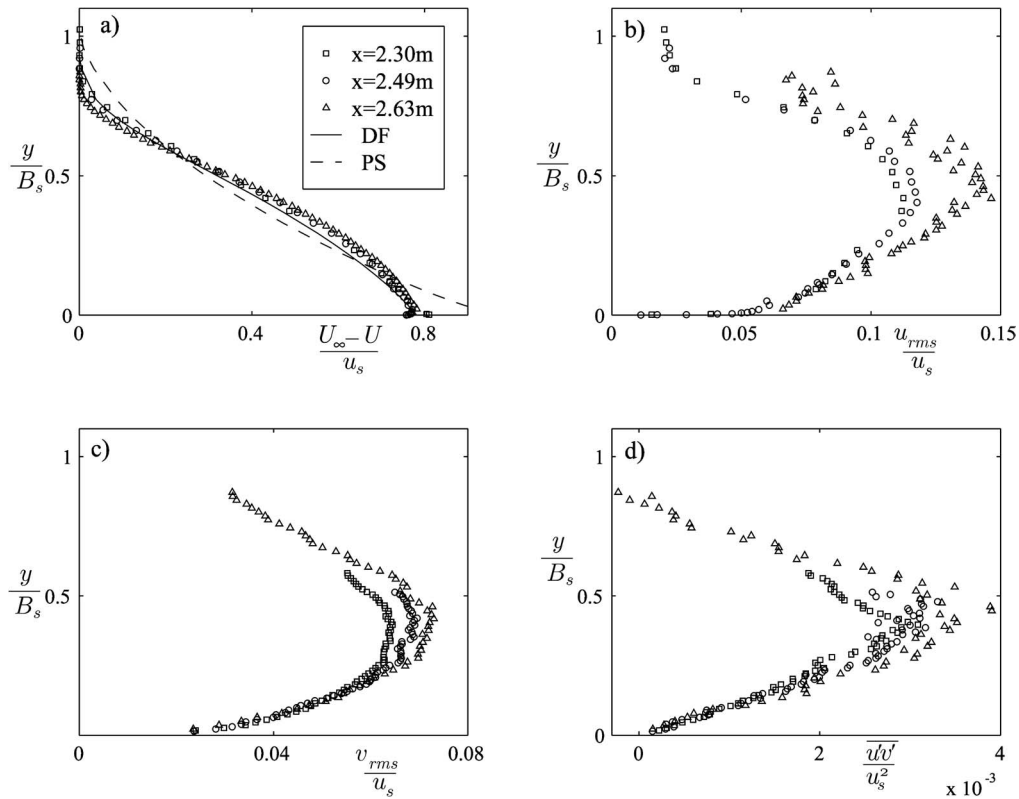 a)
1
0.5
0
y
B_s
x=2.30m
x=2.49m
x=2.63m
DF
PS
0
0.4
0.8
U_∞ – U
u_s
b)
1
0.5
0
y
B_s
0
0.05
0.1
0.15
u_rms
u_s
c)
1
0.5
0
y
B_s
0
0.04
0.08
v_rms
u_s
d)
1
0.5
0
y
B_s
0
2
4
u'v'
u_s^2
x 10^-3